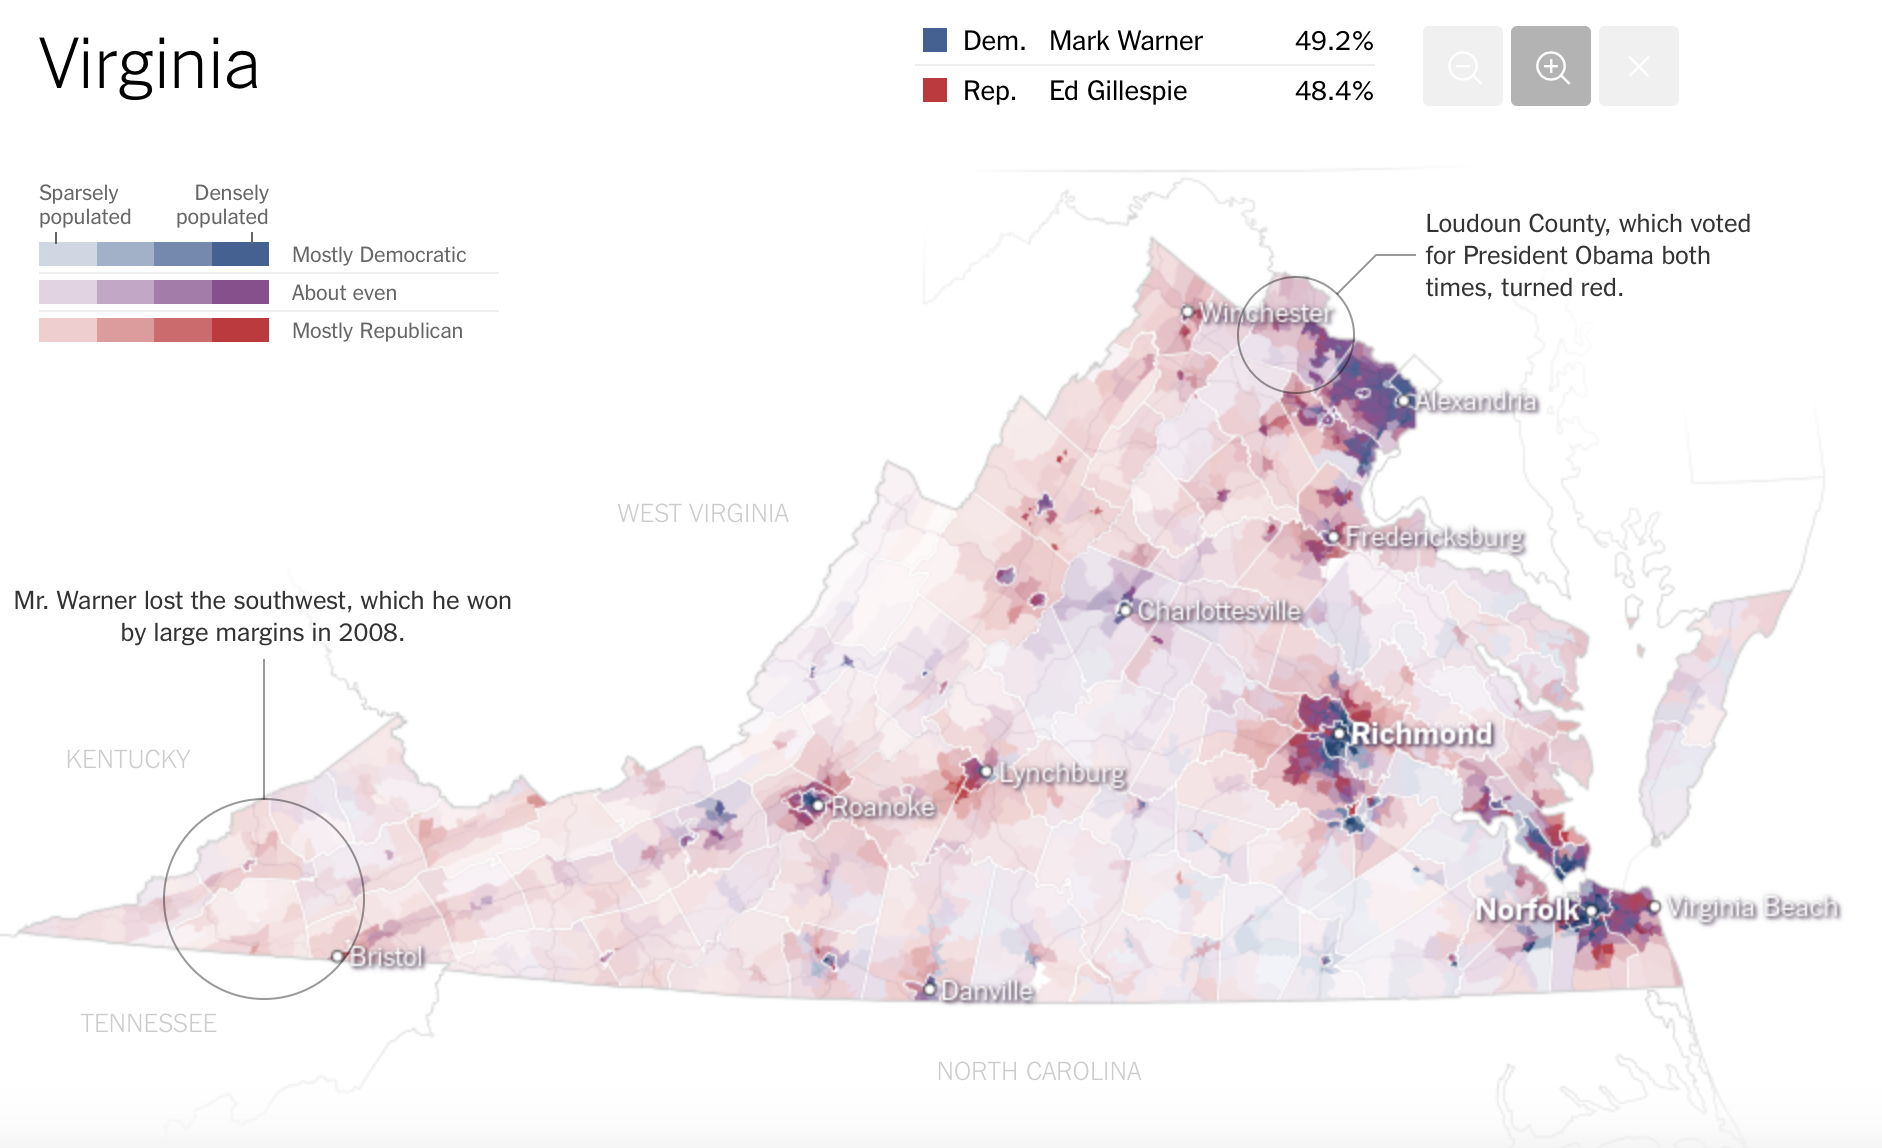 Virginia
Dem. Mark Warner 49.2%
Rep. Ed Gillespie 48.4%
Sparsely populated
Densely populated
Mostly Democratic
About even
Mostly Republican
Loudoun County, which voted
for President Obama both
times, turned red.
Winchester
Alexandria
WEST VIRGINIA
Fredericksburg
Mr. Warner lost the southwest, which he won
by large margins in 2008.
Charlottesville
Richmond
KENTUCKY
Lynchburg
Roanoke
Norfolk
Virginia Beach
Bristol
Danville
TENNESSEE
NORTH CAROLINA